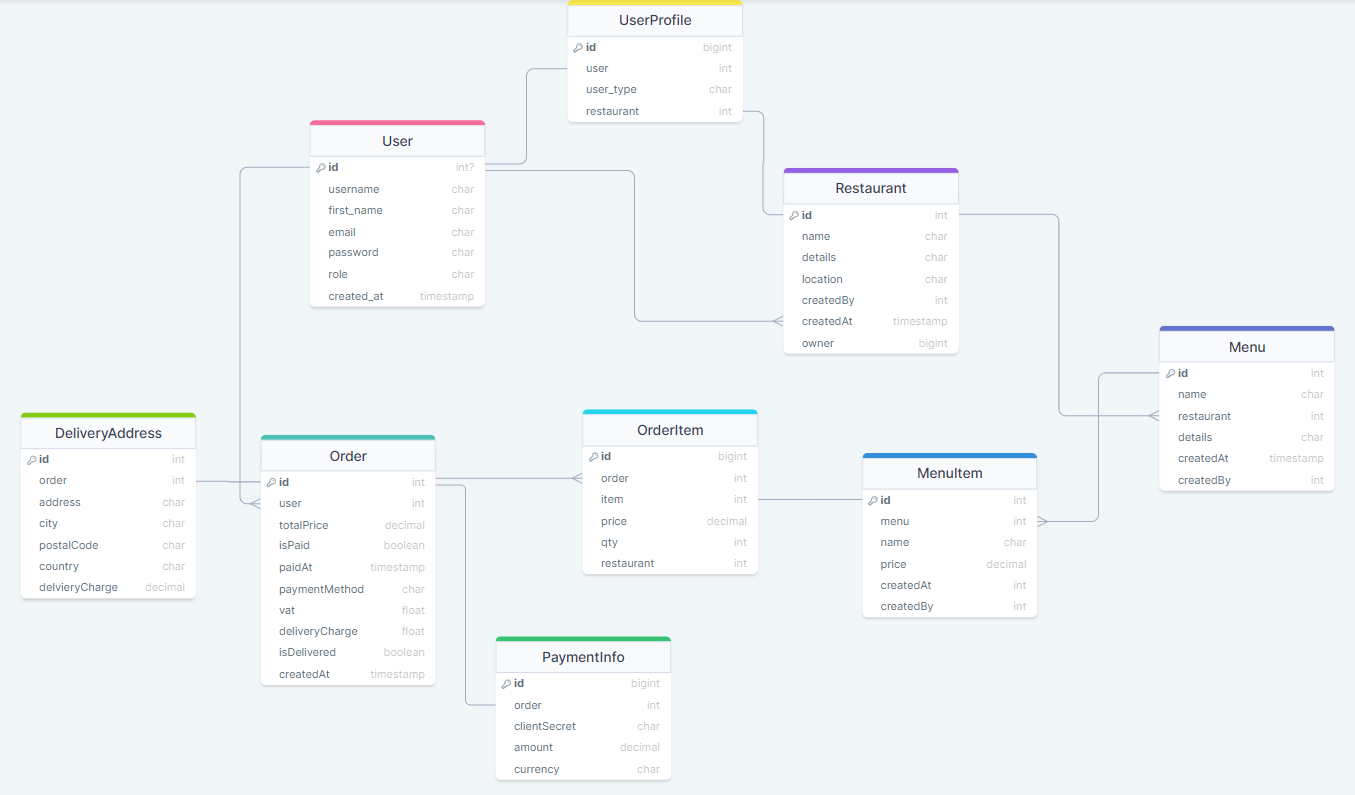 UserProfile
id bigint
user int
user_type char
restaurant int
User
id int?
username char
first_name char
email char
password char
role char
created_at timestamp
Restaurant
id int
name char
details char
location char
createdBy int
createdAt timestamp
owner bigint
Menu
id int
name char
restaurant int
details char
createdAt timestamp
createdBy int
DeliveryAddress
id int
order int
address char
city char
postalCode char
country char
delvieryCharge decimal
Order
id int
user int
totalPrice decimal
isPaid boolean
paidAt timestamp
paymentMethod char
vat float
deliveryCharge float
isDelivered boolean
createdAt timestamp
OrderItem
id bigint
order int
item int
price decimal
qty int
restaurant int
MenuItem
id int
menu int
name char
price decimal
createdAt int
createdBy int
PaymentInfo
id bigint
order int
clientSecret char
amount decimal
currency char